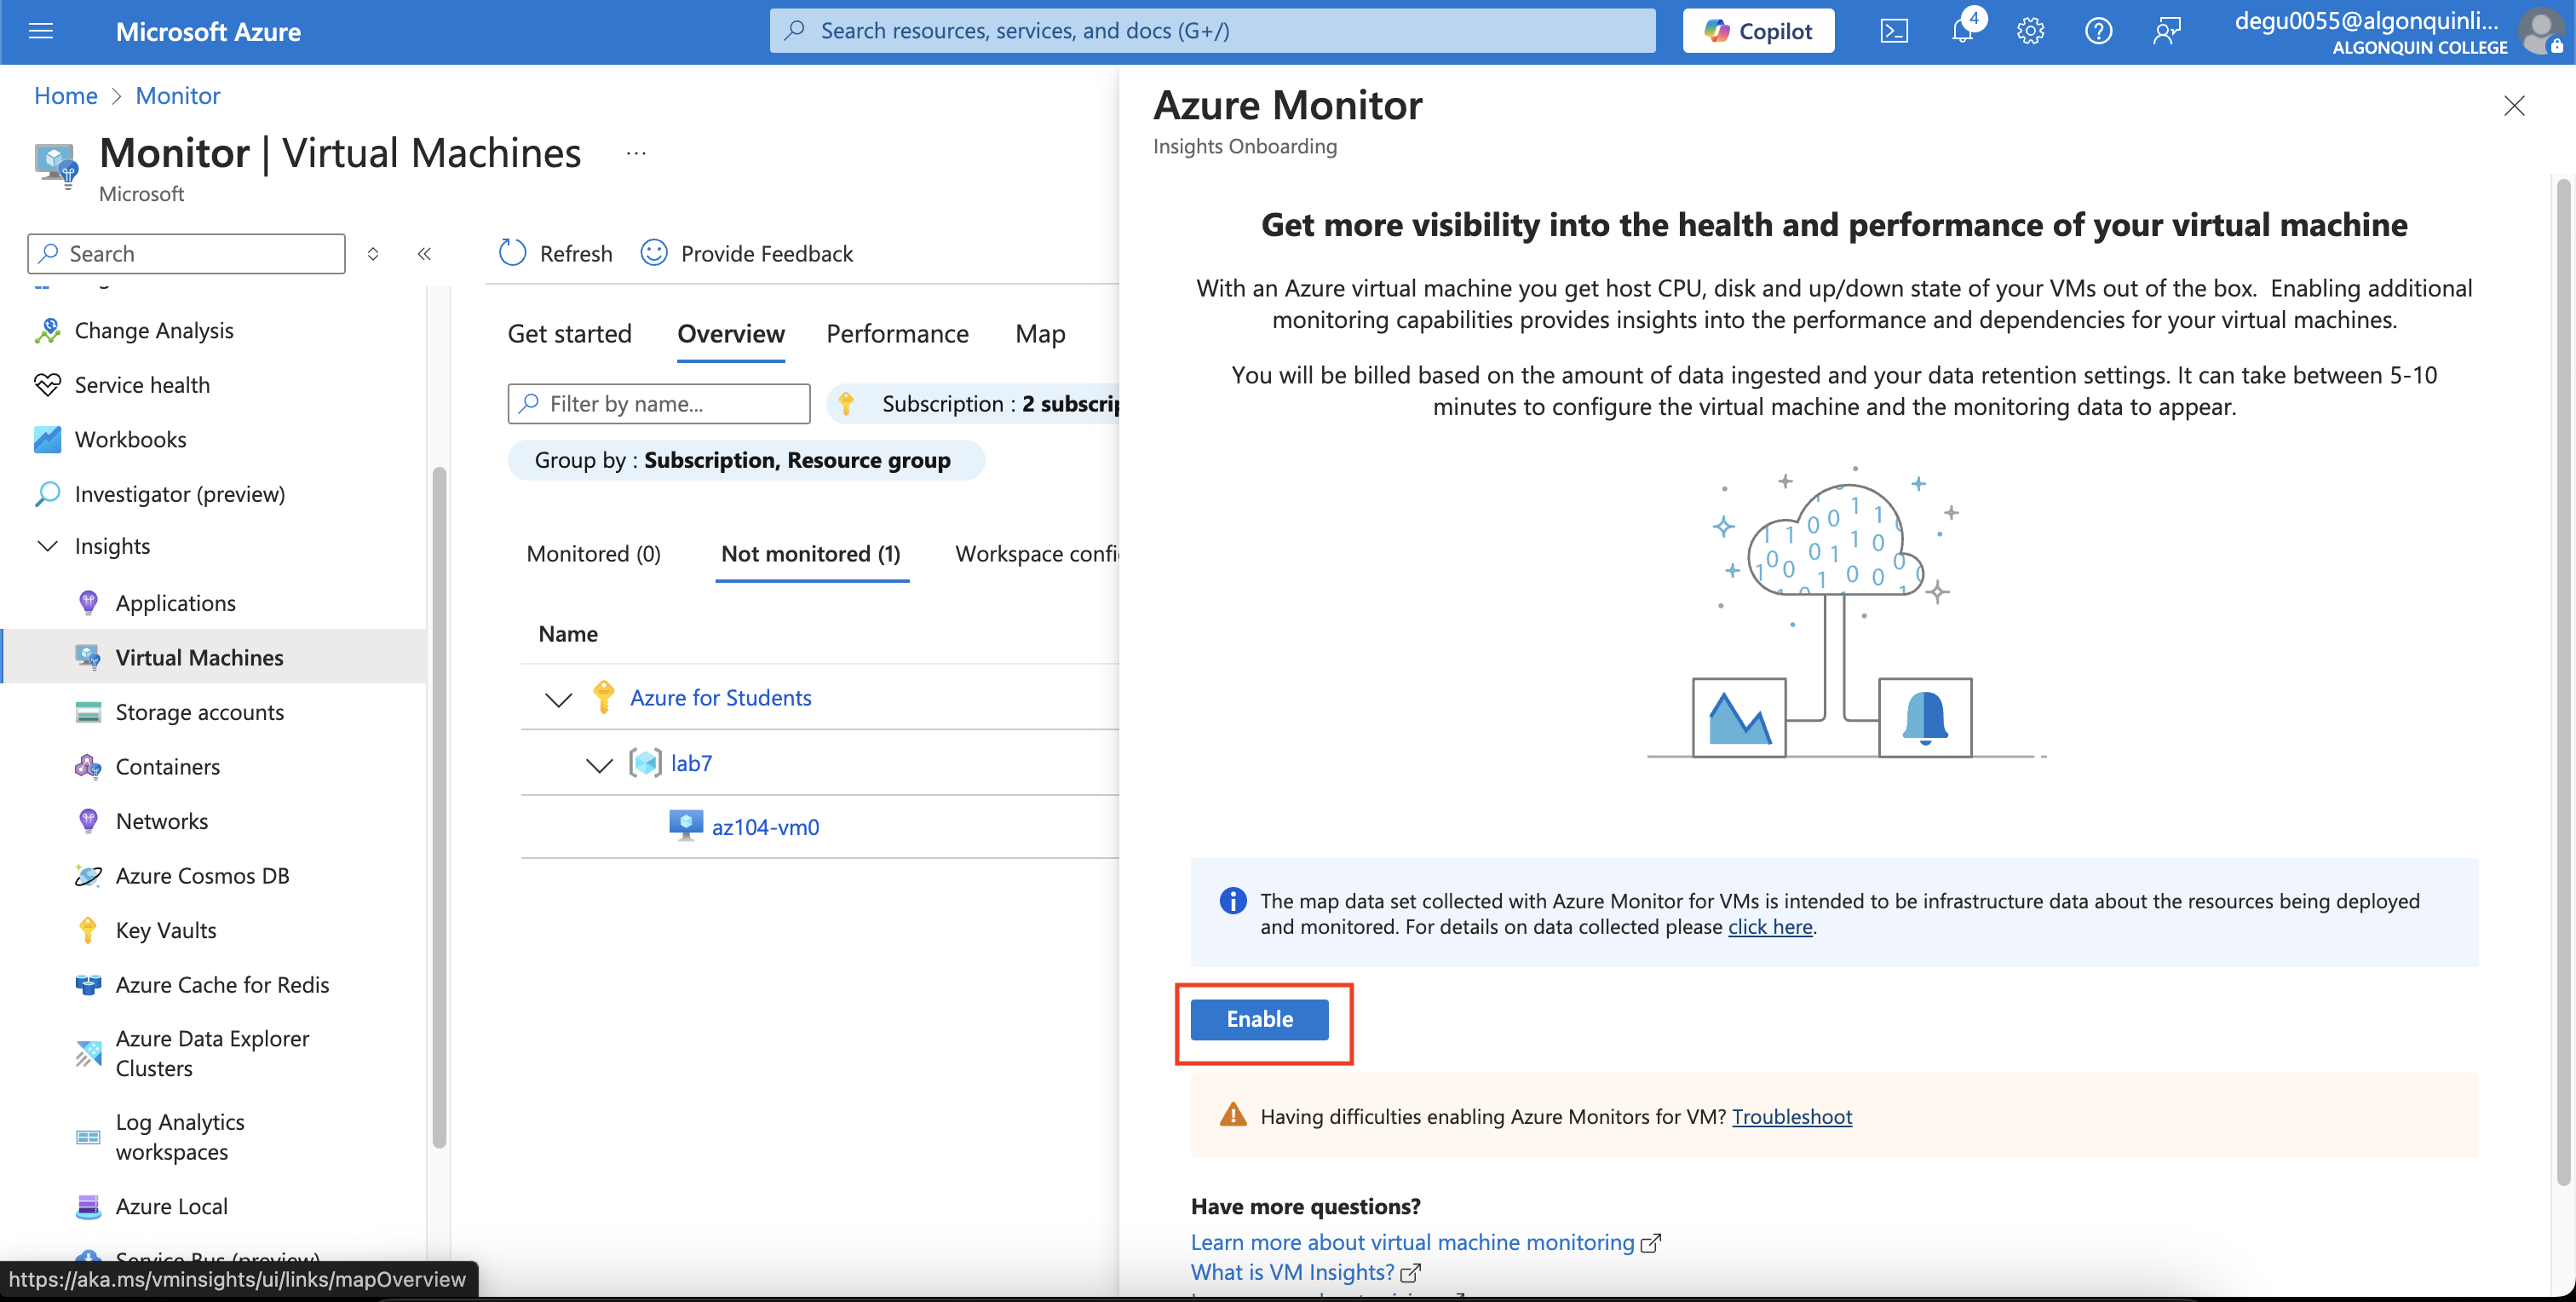 Microsoft Azure
Search resources, services, and docs (G+/)
Copilot
4
degu0055@algonquinli...
ALGONQUIN COLLEGE
Home > Monitor
Monitor | Virtual Machines ...
Microsoft
Search
Refresh
Provide Feedback
Change Analysis
Service health
Workbooks
Investigator (preview)
Insights
Applications
Virtual Machines
Storage accounts
Containers
Networks
Azure Cosmos DB
Key Vaults
Azure Cache for Redis
Azure Data Explorer
Clusters
Log Analytics
workspaces
Azure Local
Service Bus (preview)
https://aka.ms/vminsights/ui/links/mapOverview
Get started Overview Performance Map
Filter by name...
Subscription : 2 subscrip
Group by : Subscription, Resource group
Monitored (0) Not monitored (1) Workspace confi
Name
Azure for Students
lab7
az104-vm0
Azure Monitor
Insights Onboarding
Get more visibility into the health and performance of your virtual machine
With an Azure virtual machine you get host CPU, disk and up/down state of your VMs out of the box. Enabling additional
monitoring capabilities provides insights into the performance and dependencies for your virtual machines.
You will be billed based on the amount of data ingested and your data retention settings. It can take between 5-10
minutes to configure the virtual machine and the monitoring data to appear.
The map data set collected with Azure Monitor for VMs is intended to be infrastructure data about the resources being deployed
and monitored. For details on data collected please click here.
Enable
Having difficulties enabling Azure Monitors for VM? Troubleshoot
Have more questions?
Learn more about virtual machine monitoring
What is VM Insights?